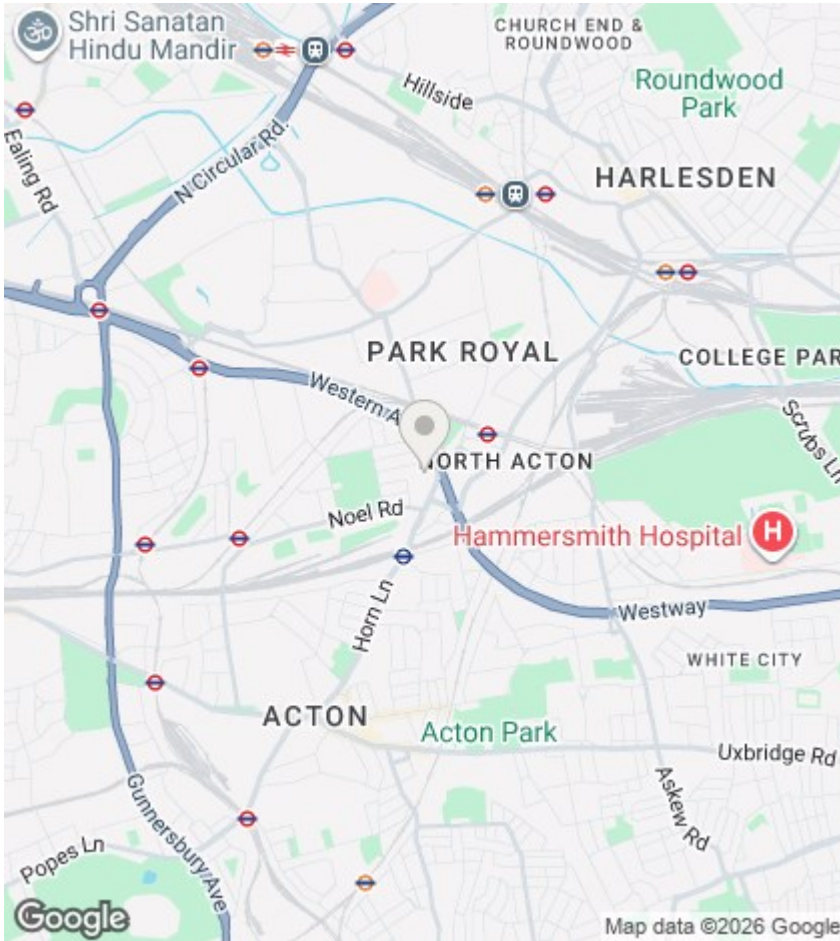 Shri Sanatan
Hindu Mandir
CHURCH END &
ROUNDWOOD
Hillside
Roundwood
Park
Ealing Rd
N Circular Rd.
HARLESDEN
PARK ROYAL
COLLEGE PAR
Western A
Scrubs Ln
NORTH ACTON
Noel Rd
Hammersmith Hospital
H
Horn Ln
Westway
WHITE CITY
ACTON
Acton Park
Uxbridge Rd
Gunnersbury Ave
Askew Rd
Popes Ln
Google
Map data ©2026 Google